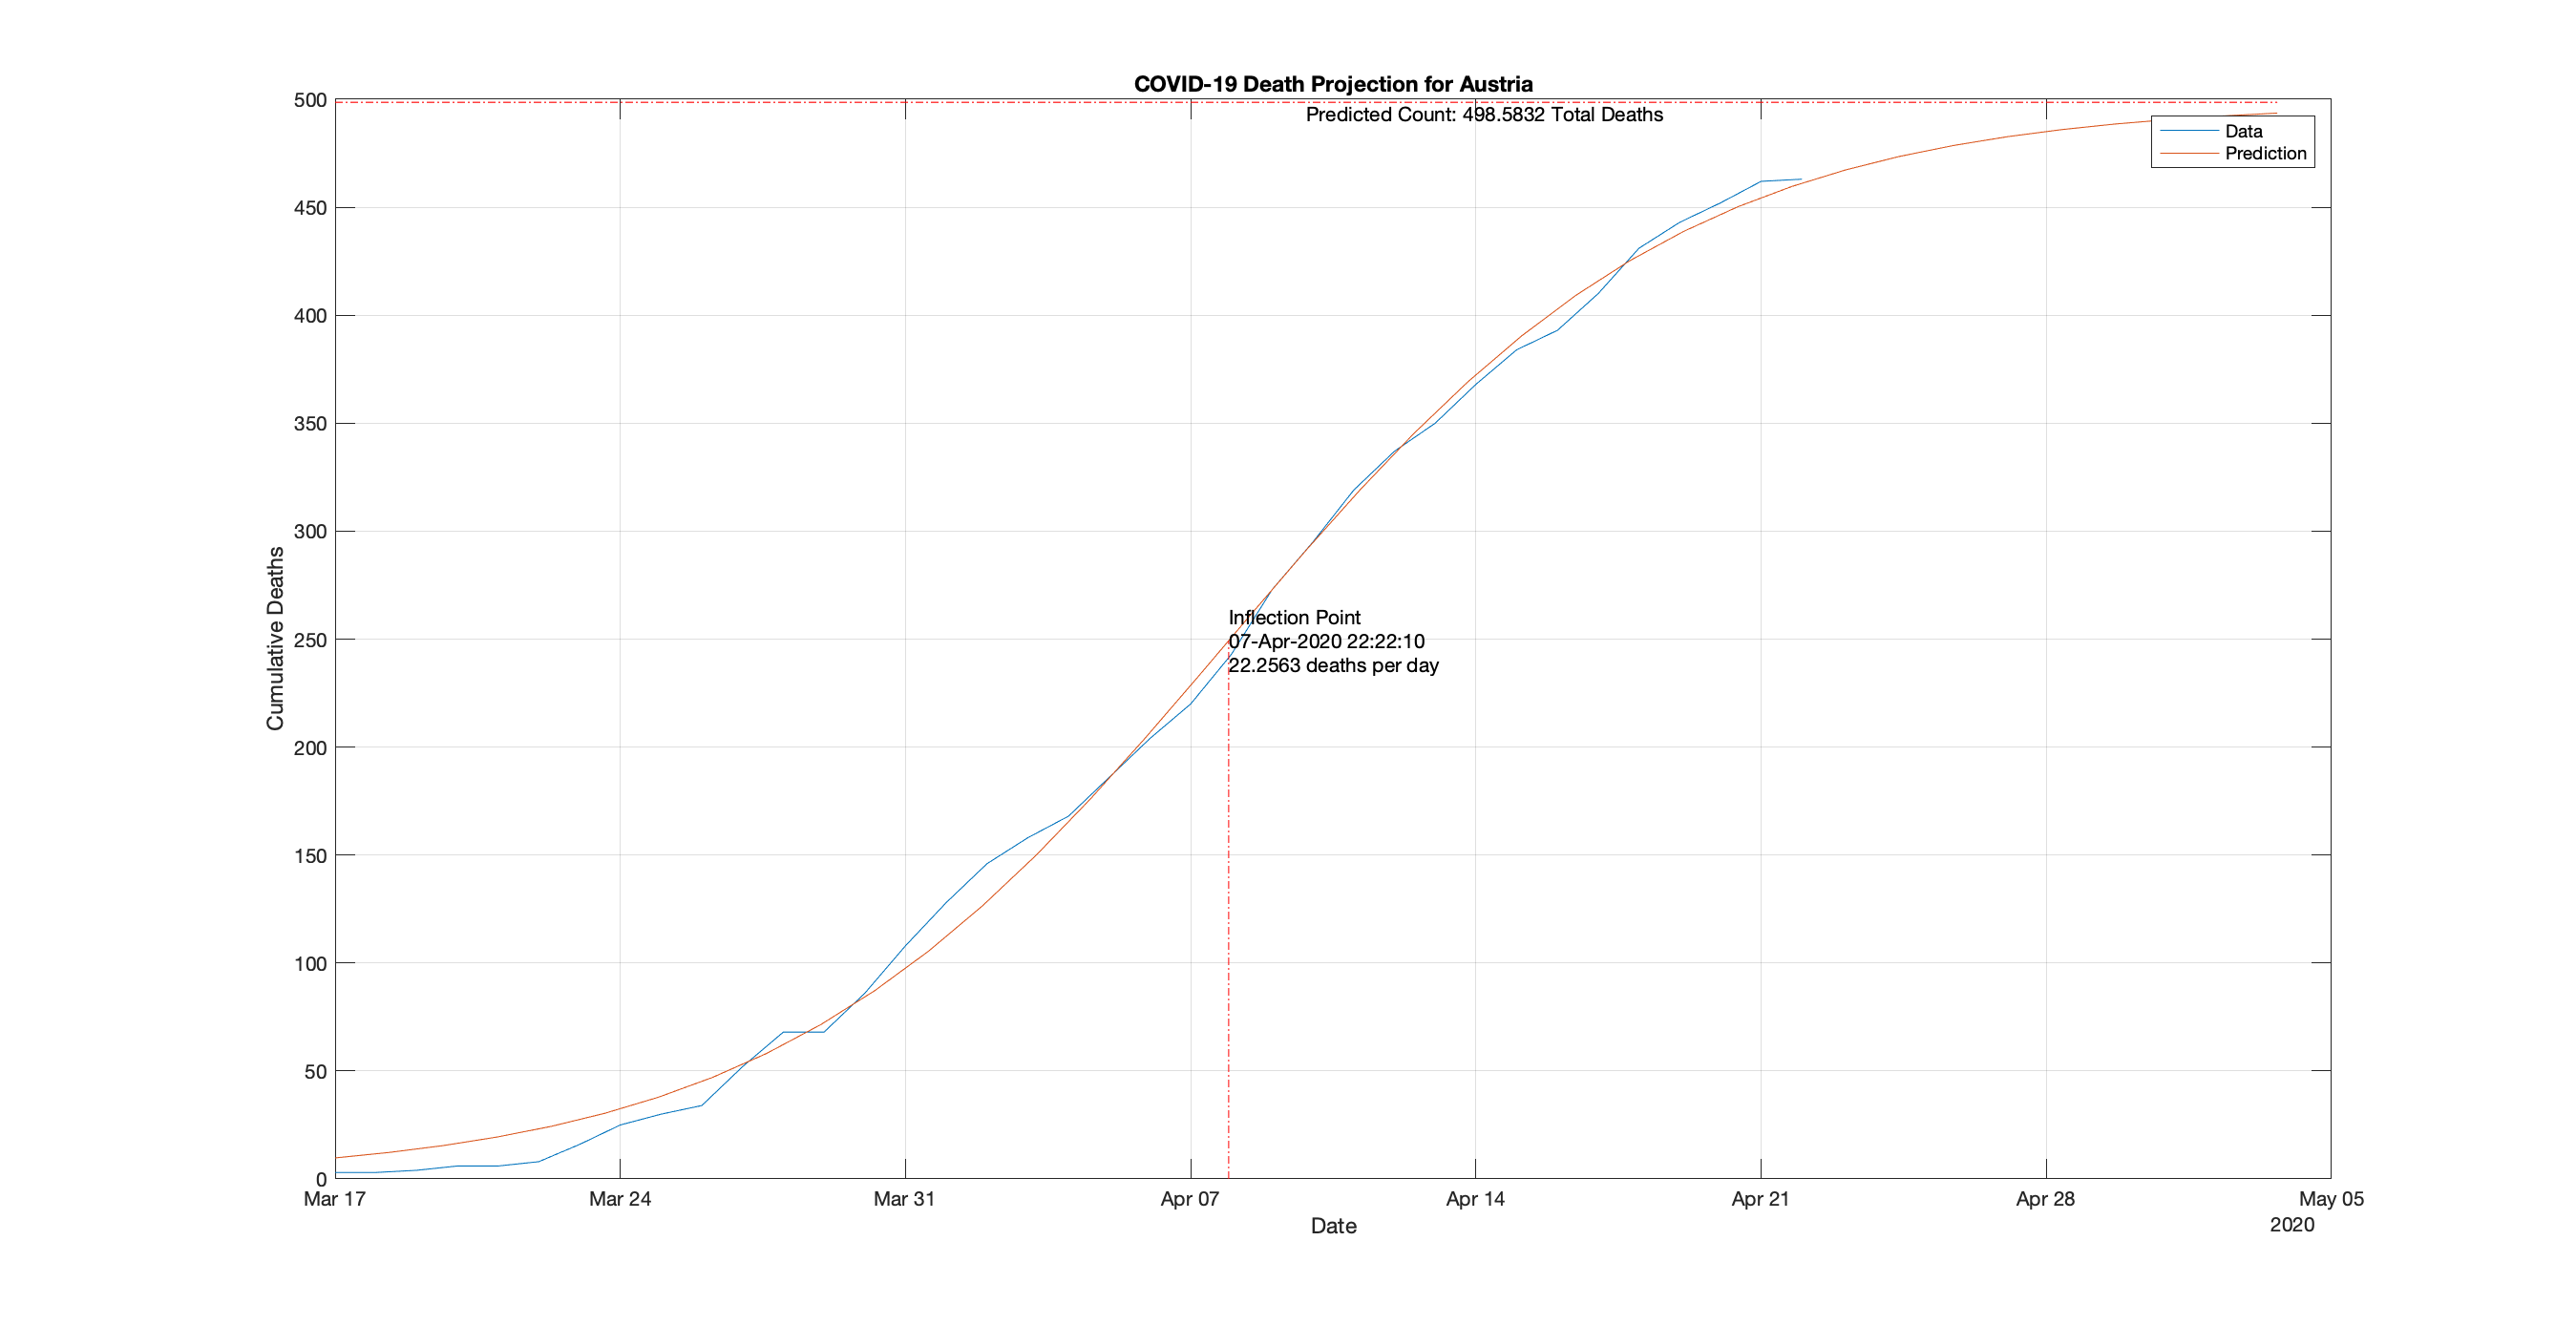 COVID-19 Death Projection for Austria
Predicted Count: 498.5832 Total Deaths
Data
Prediction
500
450
400
350
300
250
200
150
100
50
0
Cumulative Deaths
Inflection Point
07-Apr-2020 22:22:10
22.2563 deaths per day
Mar 17 Mar 24 Mar 31 Apr 07 Apr 14 Apr 21 Apr 28 May 05
2020
Date